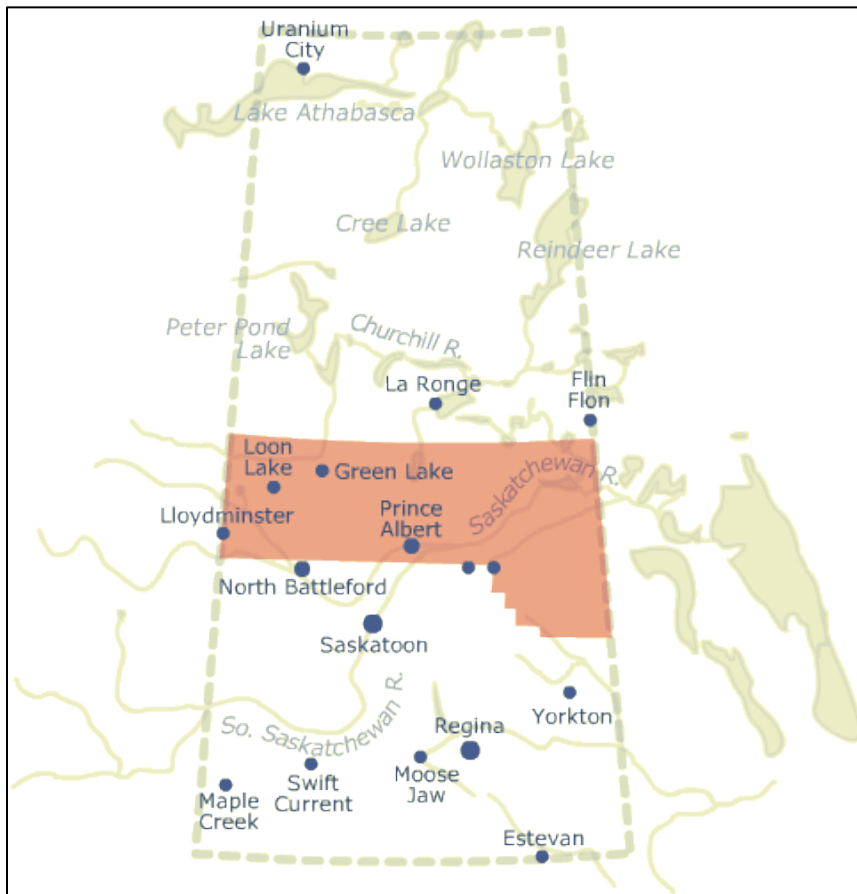 Uranium
City
Lake Athabasca
Wollaston Lake
Cree Lake
Reindeer Lake
Peter Pond
Lake
Churchill R.
La Ronge
Flin
Flon
Loon
Lake
Green Lake
Saskatchewan R.
Lloydminster
Prince
Albert
North Battleford
Saskatoon
So. Saskatchewan R.
Yorkton
Regina
Moose
Jaw
Swift
Current
Maple
Creek
Estevan